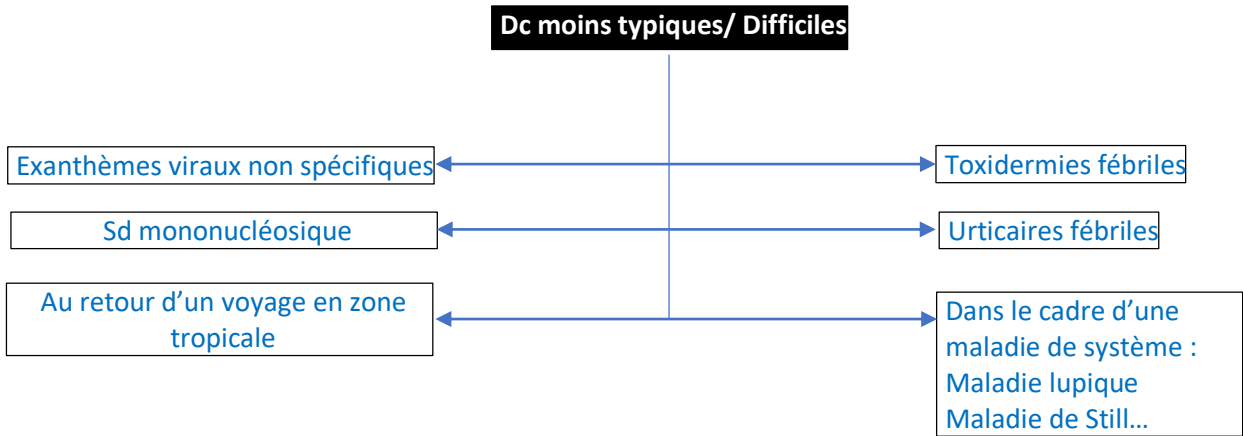 Dc moins typiques/ Difficiles
Exanthèmes viraux non spécifiques
Toxidermies fébriles
Sd mononucléosique
Urticaires fébriles
Au retour d’un voyage en zone
tropicale
Dans le cadre d’une
maladie de système :
Maladie lupique
Maladie de Still…